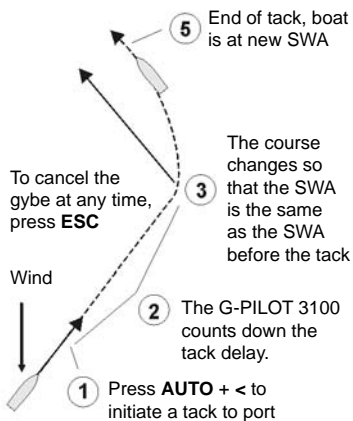 5 End of tack, boat
is at new SWA
The course
changes so
that the SWA
is the same
as the SWA
before the tack
3
To cancel the
gybe at any time,
press ESC
Wind
2 The G-PILOT 3100
counts down the
tack delay.
1 Press AUTO + < to
initiate a tack to port